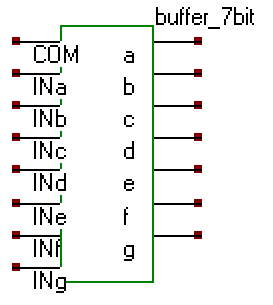 buffer_7bit
COM a
INa b
INb c
INc d
INd e
INe f
INf g
INg